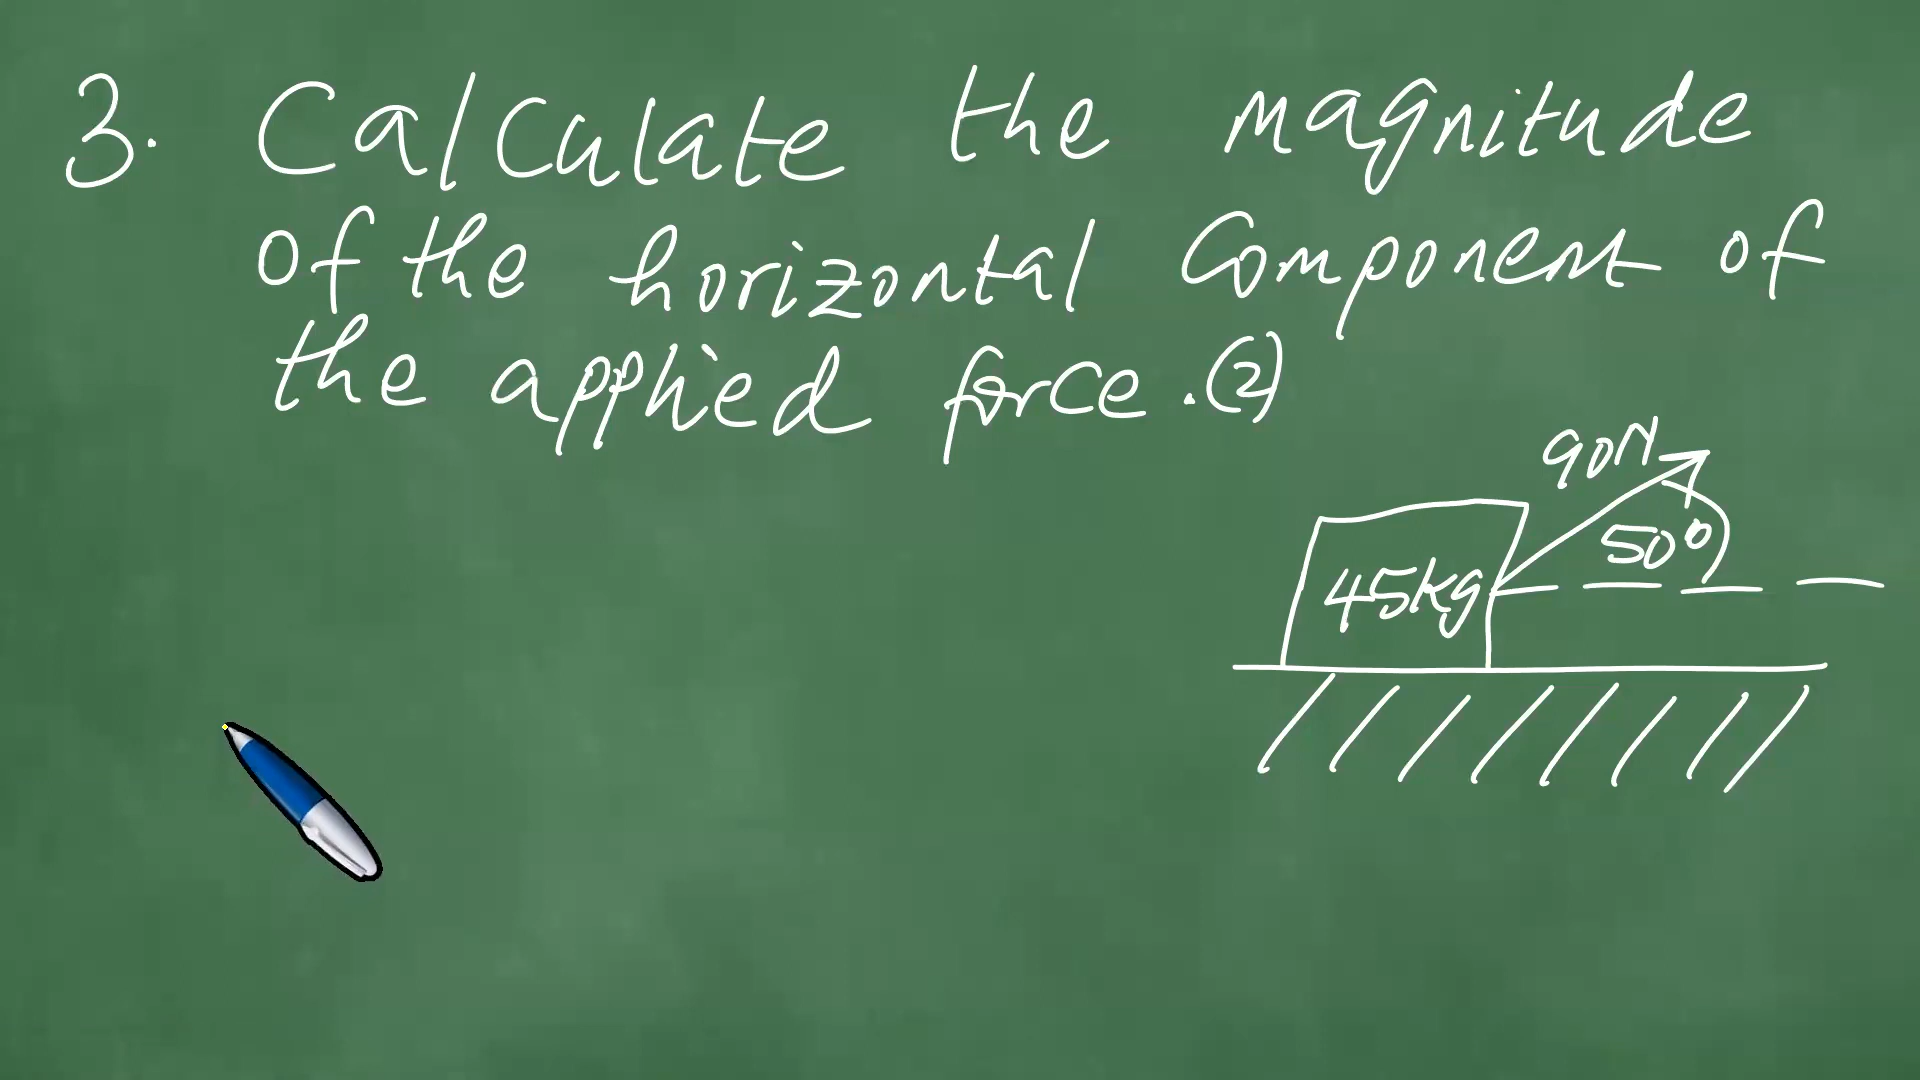 3. Calculate the magnitude
of the horizontal Component of
the applied force. (2)
90N
50°
45kg